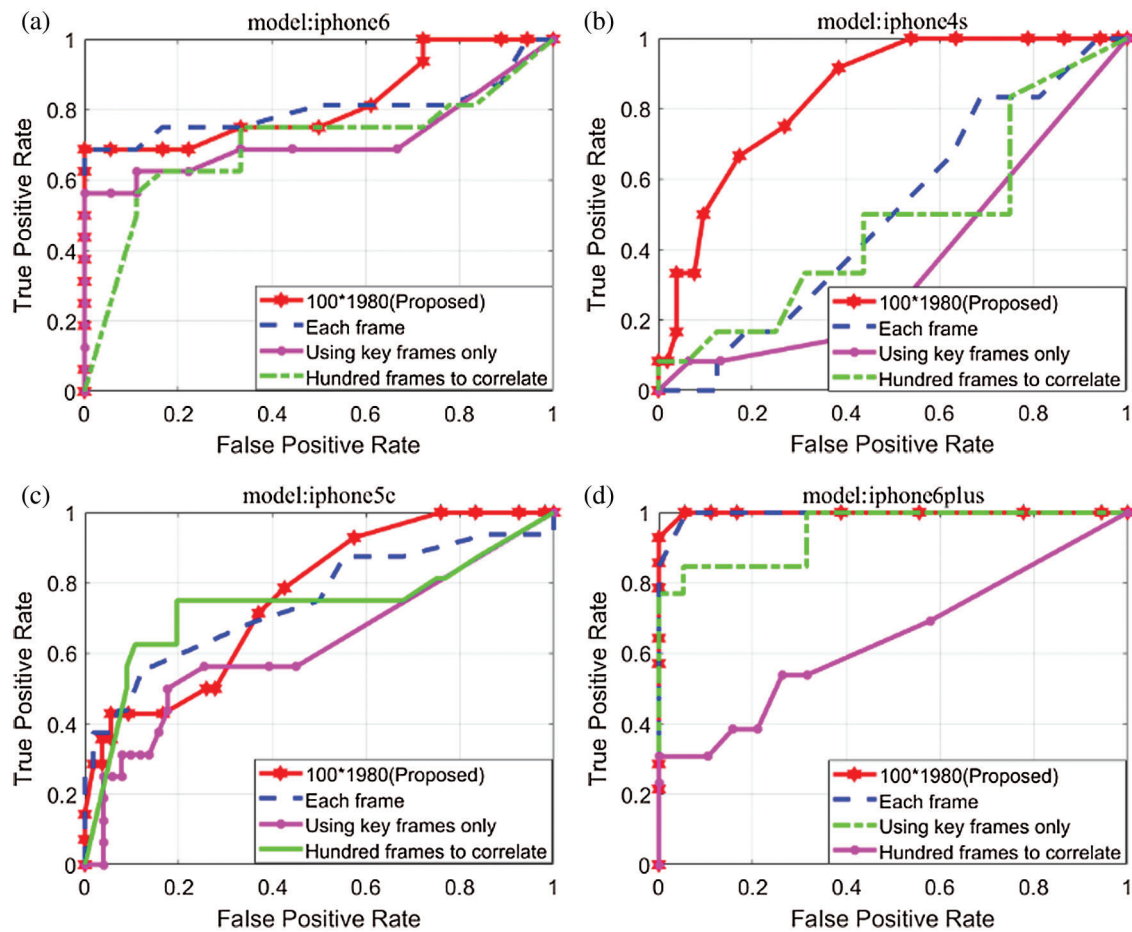 (a)
model:iphone6
1
0.8
0.6
0.4
0.2
0
True Positive Rate
100*1980(Proposed)
Each frame
Using key frames only
Hundred frames to correlate
0 0.2 0.4 0.6 0.8 1
False Positive Rate
(b)
model:iphone4s
1
0.8
0.6
0.4
0.2
0
True Positive Rate
100*1980(Proposed)
Each frame
Using key frames only
Hundred frames to correlate
0 0.2 0.4 0.6 0.8 1
False Positive Rate
(c)
model:iphone5c
1
0.8
0.6
0.4
0.2
0
True Positive Rate
100*1980(Proposed)
Each frame
Using key frames only
Hundred frames to correlate
0 0.2 0.4 0.6 0.8 1
False Positive Rate
(d)
model:iphone6plus
1
0.8
0.6
0.4
0.2
0
True Positive Rate
100*1980(Proposed)
Each frame
Using key frames only
Hundred frames to correlate
0 0.2 0.4 0.6 0.8 1
False Positive Rate